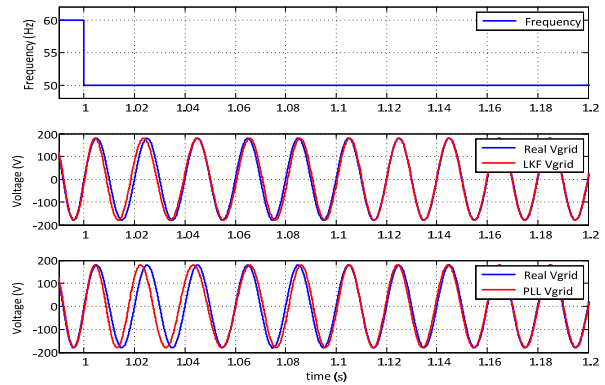 Frequency (Hz)
60
55
50
Frequency
1 1.02 1.04 1.06 1.08 1.1 1.12 1.14 1.16 1.18 1.2
Voltage (V)
200
100
0
-100
-200
Real Vgrid
LKF Vgrid
1 1.02 1.04 1.06 1.08 1.1 1.12 1.14 1.16 1.18 1.2
Voltage (V)
200
100
0
-100
-200
Real Vgrid
PLL Vgrid
1 1.02 1.04 1.06 1.08 1.1 1.12 1.14 1.16 1.18 1.2
time (s)